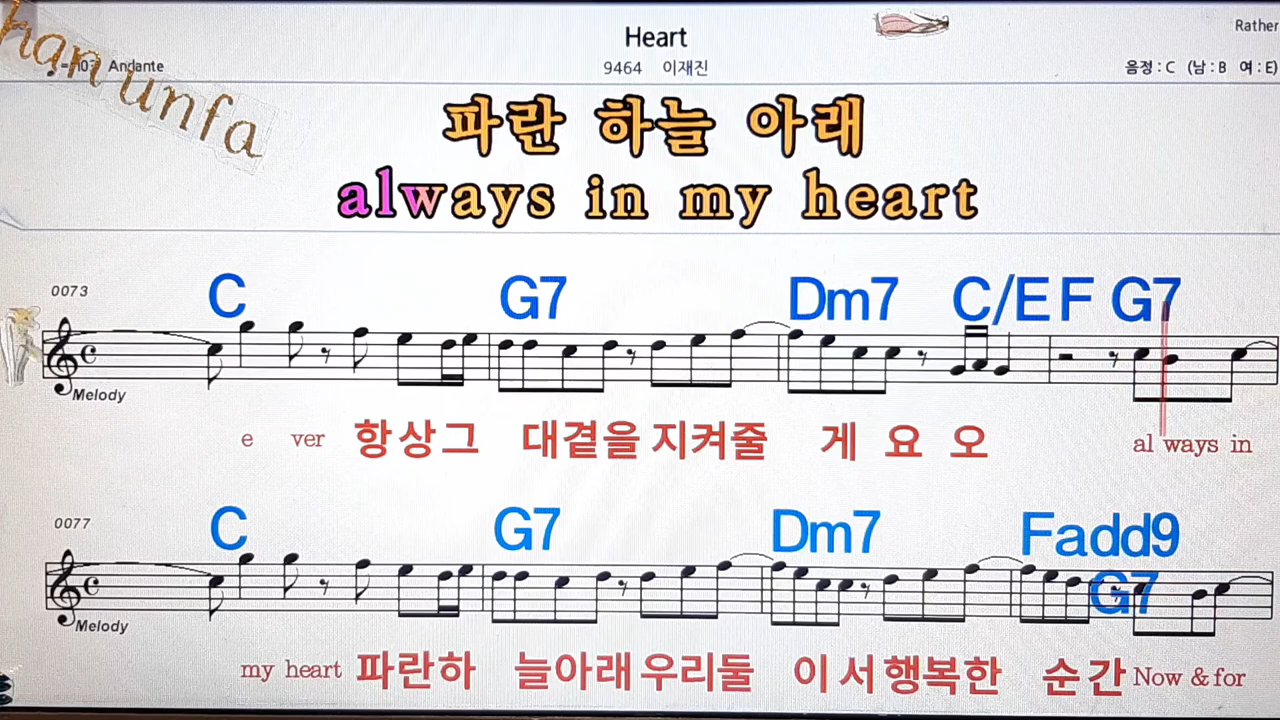 Heart
Rather
Andante
9464 이재진
음정 : C (남 : B 여 : E)
han unfa
파란 하늘 아래
always in my heart
0073
C G7 Dm7 C/E F G7
Melody
e ver 항상그 대곁을 지켜줄 게 요 오 al ways in
0077
C G7 Dm7 Fadd9
G7
Melody
my heart 파란하 늘아래 우리둘 이 서 행복한 순 간 Now & for